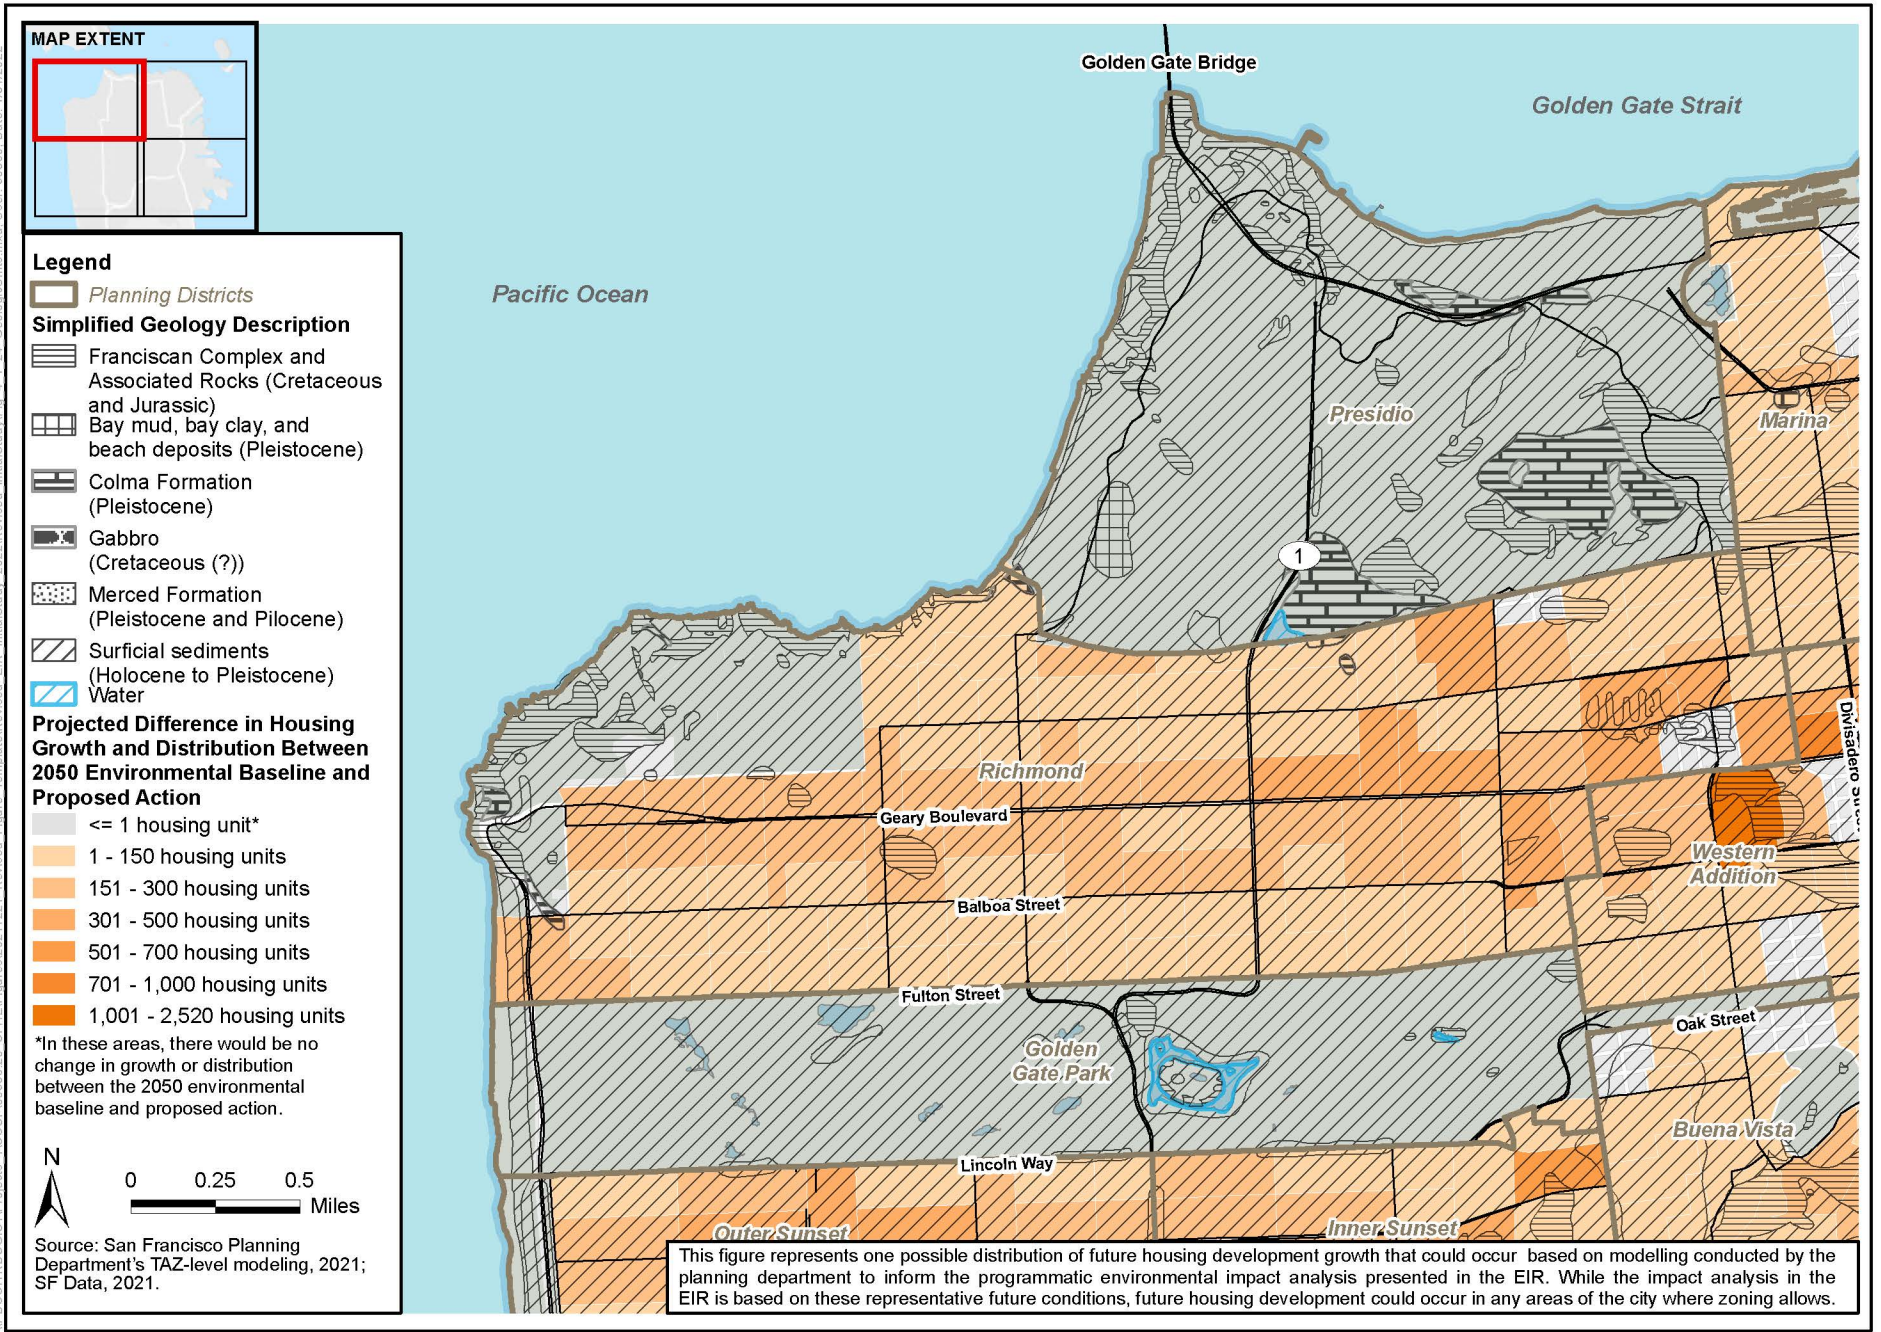 MAP EXTENT
Golden Gate Bridge
Golden Gate Strait
Pacific Ocean
Legend
Planning Districts
Simplified Geology Description
Franciscan Complex and
Associated Rocks (Cretaceous
and Jurassic)
Bay mud, bay clay, and
beach deposits (Pleistocene)
Colma Formation
(Pleistocene)
Gabbro
(Cretaceous (?))
Merced Formation
(Pleistocene and Pilocene)
Surficial sediments
(Holocene to Pleistocene)
Water
Projected Difference in Housing
Growth and Distribution Between
2050 Environmental Baseline and
Proposed Action
<= 1 housing unit*
1 - 150 housing units
151 - 300 housing units
301 - 500 housing units
501 - 700 housing units
701 - 1,000 housing units
1,001 - 2,520 housing units
*In these areas, there would be no
change in growth or distribution
between the 2050 environmental
baseline and proposed action.
N
0 0.25 0.5
Miles
Source: San Francisco Planning
Department's TAZ-level modeling, 2021;
SF Data, 2021.
Presidio
Marina
1
Divisadero Street
Richmond
Geary Boulevard
Western
Addition
Balboa Street
Fulton Street
Oak Street
Golden
Gate Park
Buena Vista
Lincoln Way
Outer Sunset
Inner Sunset
This figure represents one possible distribution of future housing development growth that could occur based on modelling conducted by the
planning department to inform the programmatic environmental impact analysis presented in the EIR. While the impact analysis in the
EIR is based on these representative future conditions, future housing development could occur in any areas of the city where zoning allows.